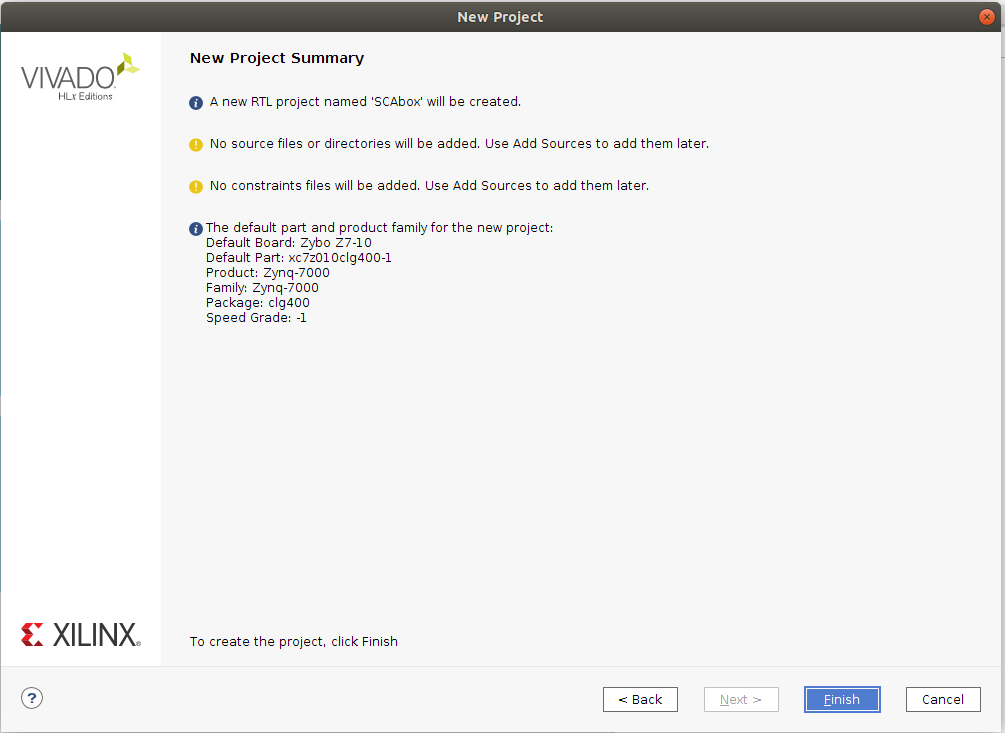 New Project
VIVADO
HLx Editions
New Project Summary
A new RTL project named 'SCAbox' will be created.
No source files or directories will be added. Use Add Sources to add them later.
No constraints files will be added. Use Add Sources to add them later.
The default part and product family for the new project:
Default Board: Zybo Z7-10
Default Part: xc7z010clg400-1
Product: Zynq-7000
Family: Zynq-7000
Package: clg400
Speed Grade: -1
XILINX
To create the project, click Finish
?
< Back
Next >
Finish
Cancel